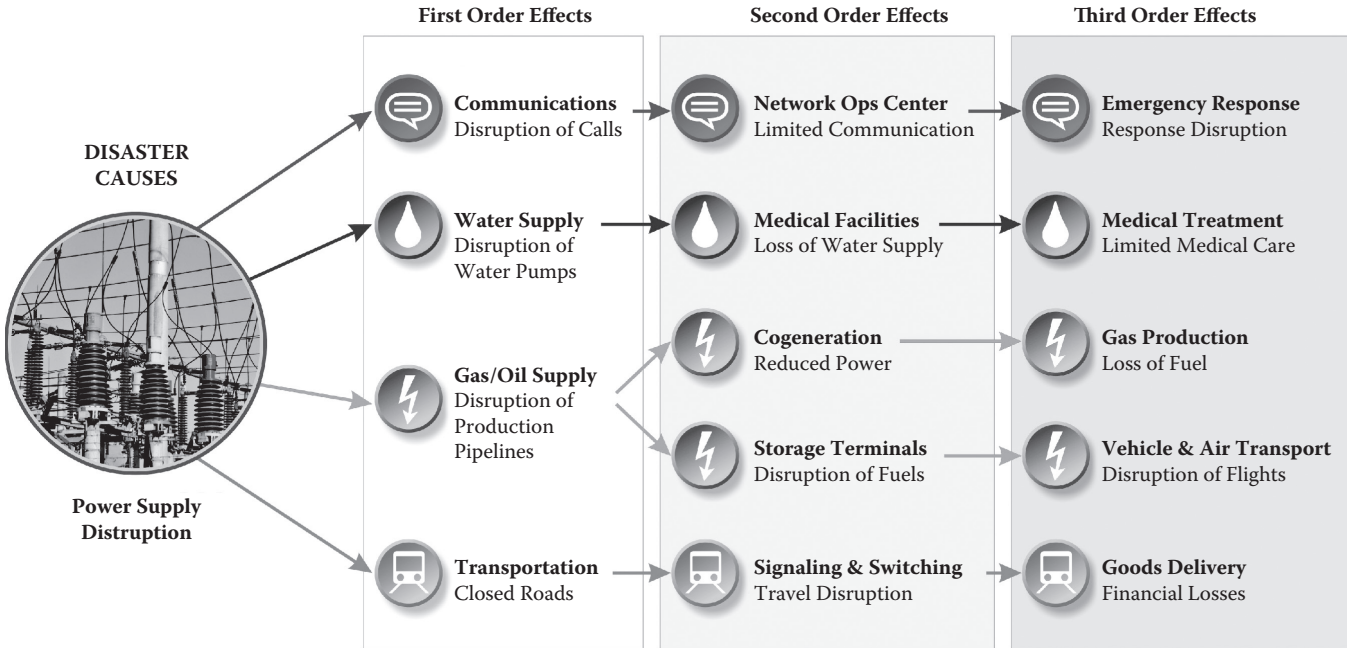 First Order Effects
Second Order Effects
Third Order Effects
DISASTER
CAUSES
Power Supply
Distruption
Communications
Disruption of Calls
Network Ops Center
Limited Communication
Emergency Response
Response Disruption
Water Supply
Disruption of
Water Pumps
Medical Facilities
Loss of Water Supply
Medical Treatment
Limited Medical Care
Gas/Oil Supply
Disruption of
Production
Pipelines
Cogeneration
Reduced Power
Gas Production
Loss of Fuel
Storage Terminals
Disruption of Fuels
Vehicle & Air Transport
Disruption of Flights
Transportation
Closed Roads
Signaling & Switching
Travel Disruption
Goods Delivery
Financial Losses